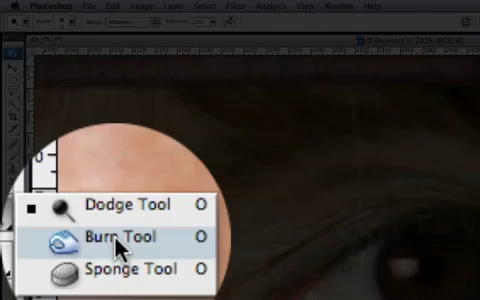 Photoshop File Edit Image Layer Select Filter Analysis View Window Help
Dodge Tool O
Burn Tool O
Sponge Tool O